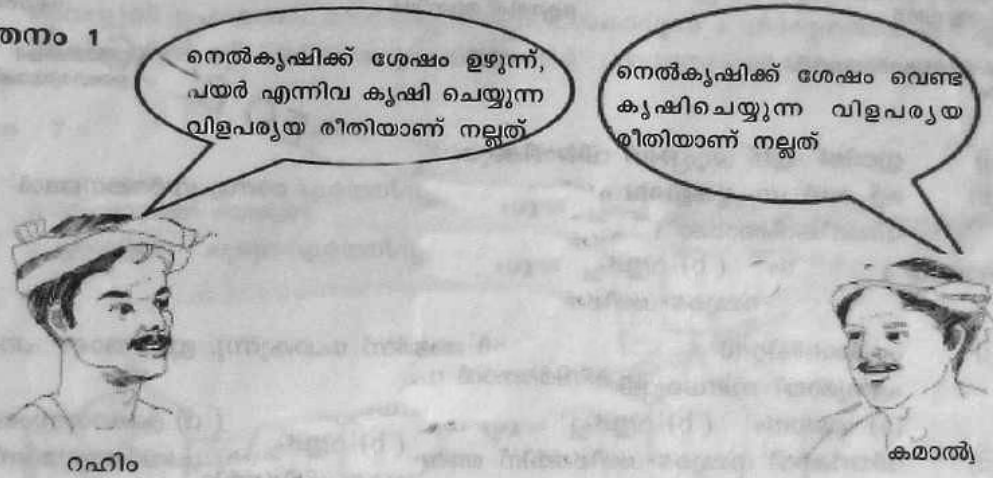 തനം 1
നെൽകൃഷിക്ക് ശേഷം ഉഴുന്ന്,
പയർ എന്നിവ കൃഷി ചെയ്യുന്ന
വിളപര്യയ രീതിയാണ് നല്ലത്
നെൽകൃഷിക്ക് ശേഷം വെണ്ട
കൃഷിചെയ്യുന്ന വിളപര്യയ
രീതിയാണ് നല്ലത്
റഹിം
കമാൽ